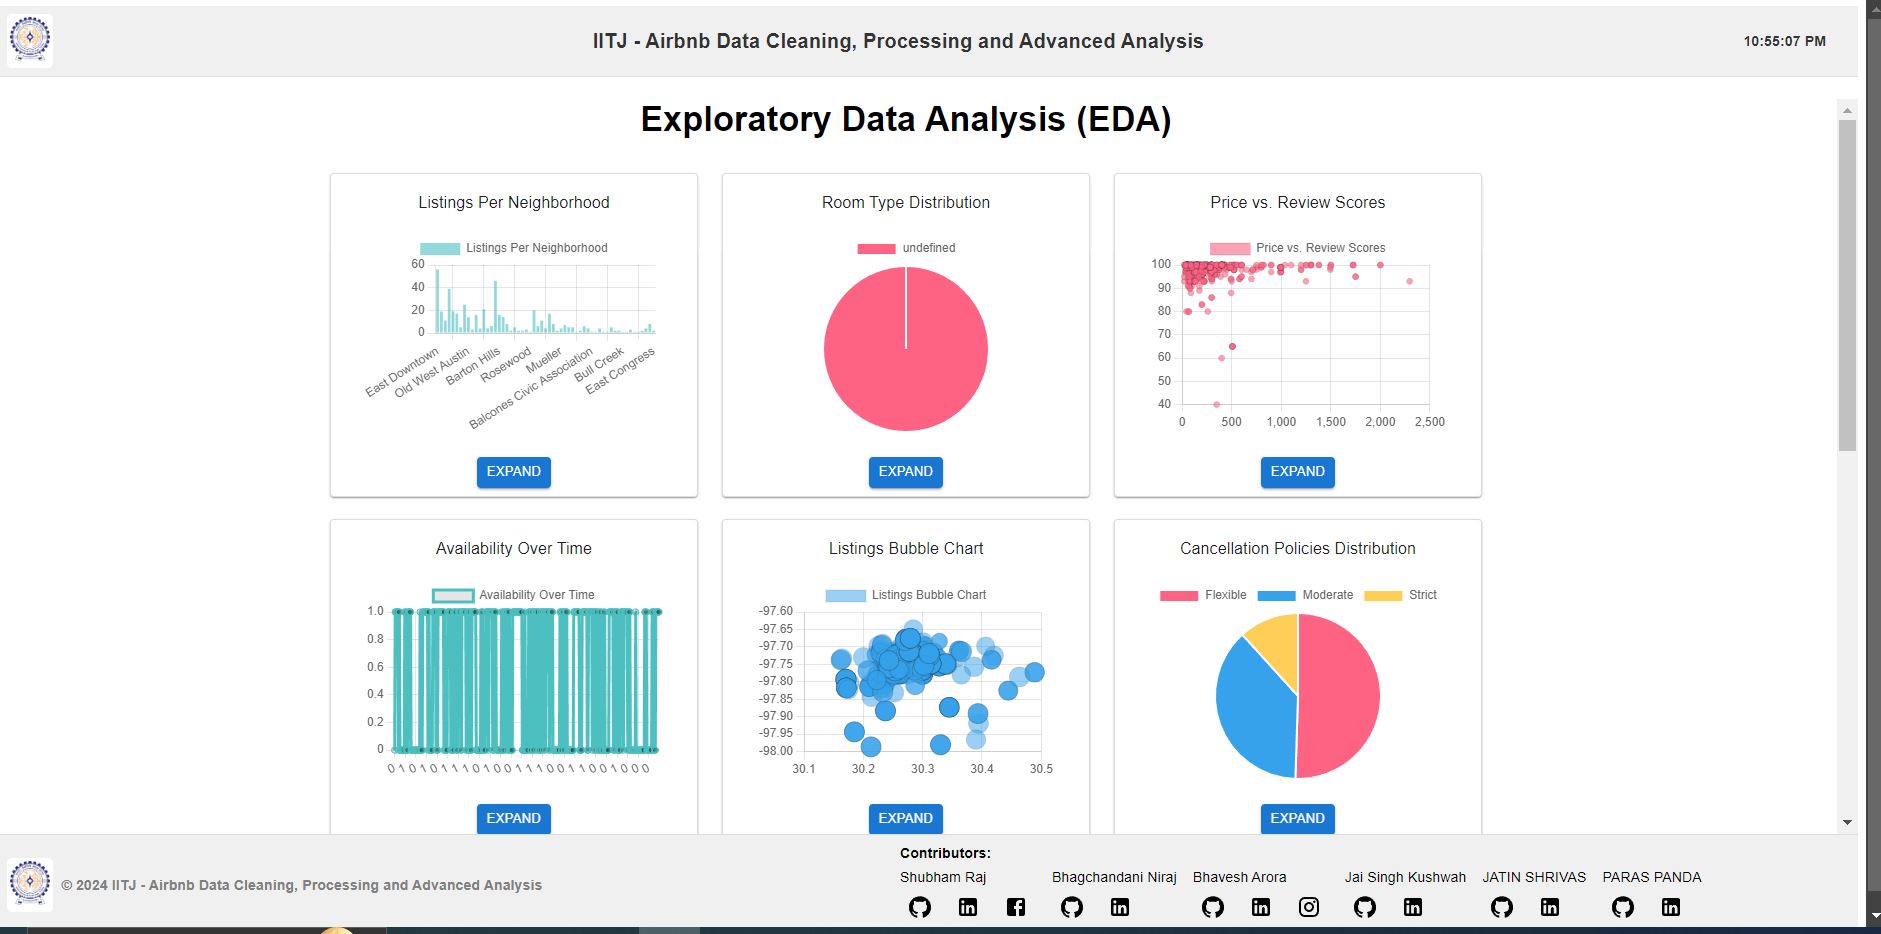 IITJ - Airbnb Data Cleaning, Processing and Advanced Analysis
10:55:07 PM
Exploratory Data Analysis (EDA)
Listings Per Neighborhood
Listings Per Neighborhood
60
40
20
0
East Downtown
Old West Austin
Barton Hills
Rosewood
Mueller
Balcones Civic Association
Bull Creek
East Congress
EXPAND
Room Type Distribution
undefined
EXPAND
Price vs. Review Scores
Price vs. Review Scores
100
90
80
70
60
50
40
0 500 1,000 1,500 2,000 2,500
EXPAND
Availability Over Time
Availability Over Time
1.0
0.8
0.6
0.4
0.2
0
0 1 0 1 0 1 1 1 0 1 0 0 1 1 1 0 0 1 1 0 0 1 0 0 0
EXPAND
Listings Bubble Chart
Listings Bubble Chart
-97.60
-97.65
-97.70
-97.75
-97.80
-97.85
-97.90
-97.95
-98.00
30.1 30.2 30.3 30.4 30.5
EXPAND
Cancellation Policies Distribution
Flexible Moderate Strict
EXPAND
© 2024 IITJ - Airbnb Data Cleaning, Processing and Advanced Analysis
Contributors:
Shubham Raj Bhagchandani Niraj Bhavesh Arora Jai Singh Kushwah JATIN SHRIVAS PARAS PANDA